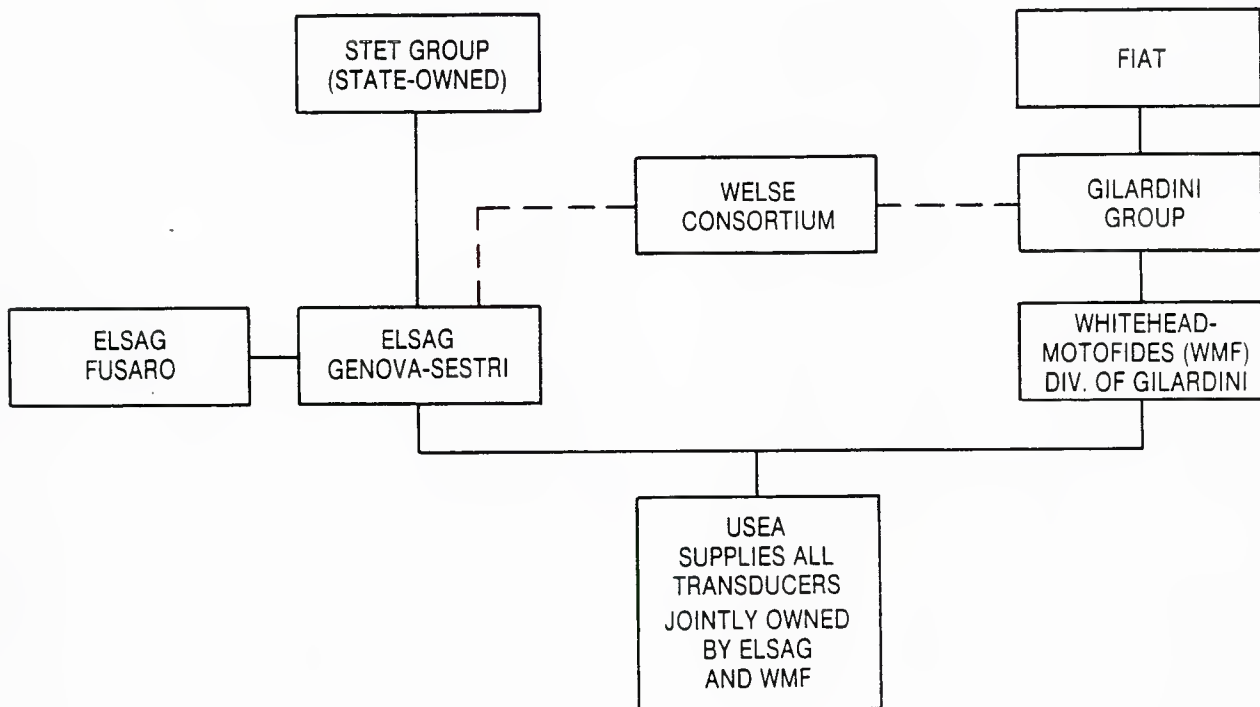 STET GROUP
(STATE-OWNED)
FIAT
WELSE
CONSORTIUM
GILARDINI
GROUP
ELSAG
FUSARO
ELSAG
GENOVA-SESTRI
WHITEHEAD-
MOTOFIDES (WMF)
DIV. OF GILARDINI
USEA
SUPPLIES ALL
TRANSDUCERS
JOINTLY OWNED
BY ELSAG
AND WMF